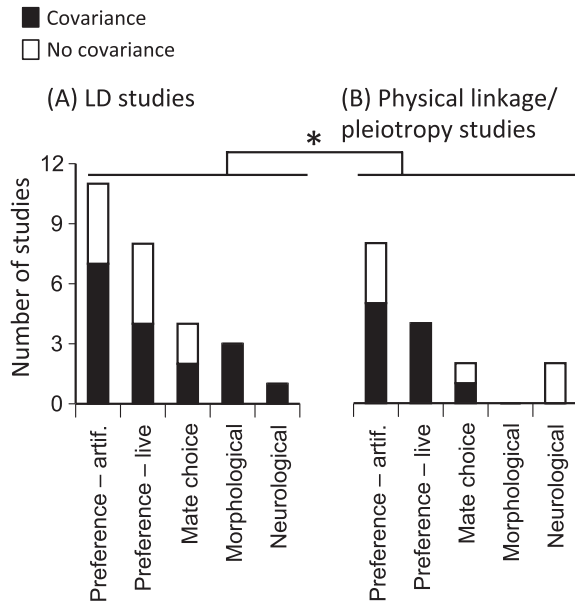 Covariance
No covariance
(A) LD studies
(B) Physical linkage/
pleiotropy studies
*
Number of studies
12
9
6
3
0
Preference – artif.
Preference – live
Mate choice
Morphological
Neurological
Preference – artif.
Preference – live
Mate choice
Morphological
Neurological